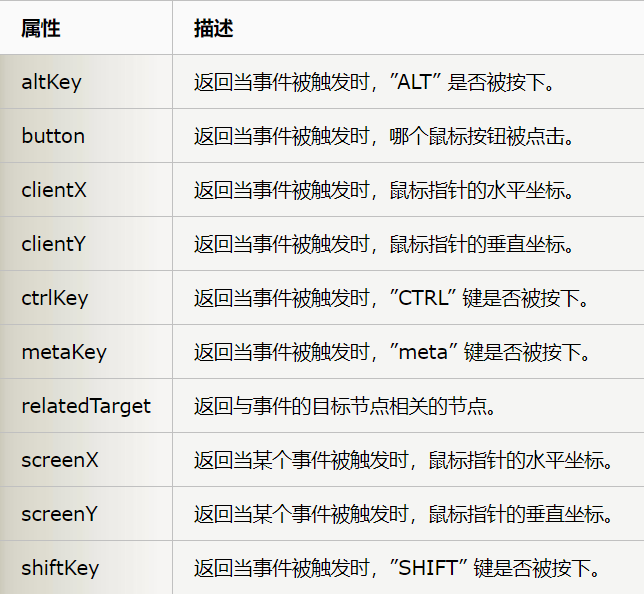 属性 描述
altKey 返回当事件被触发时，”ALT” 是否被按下。
button 返回当事件被触发时，哪个鼠标按钮被点击。
clientX 返回当事件被触发时，鼠标指针的水平坐标。
clientY 返回当事件被触发时，鼠标指针的垂直坐标。
ctrlKey 返回当事件被触发时，”CTRL” 键是否被按下。
metaKey 返回当事件被触发时，”meta” 键是否被按下。
relatedTarget 返回与事件的目标节点相关的节点。
screenX 返回当某个事件被触发时，鼠标指针的水平坐标。
screenY 返回当某个事件被触发时，鼠标指针的垂直坐标。
shiftKey 返回当事件被触发时，”SHIFT” 键是否被按下。